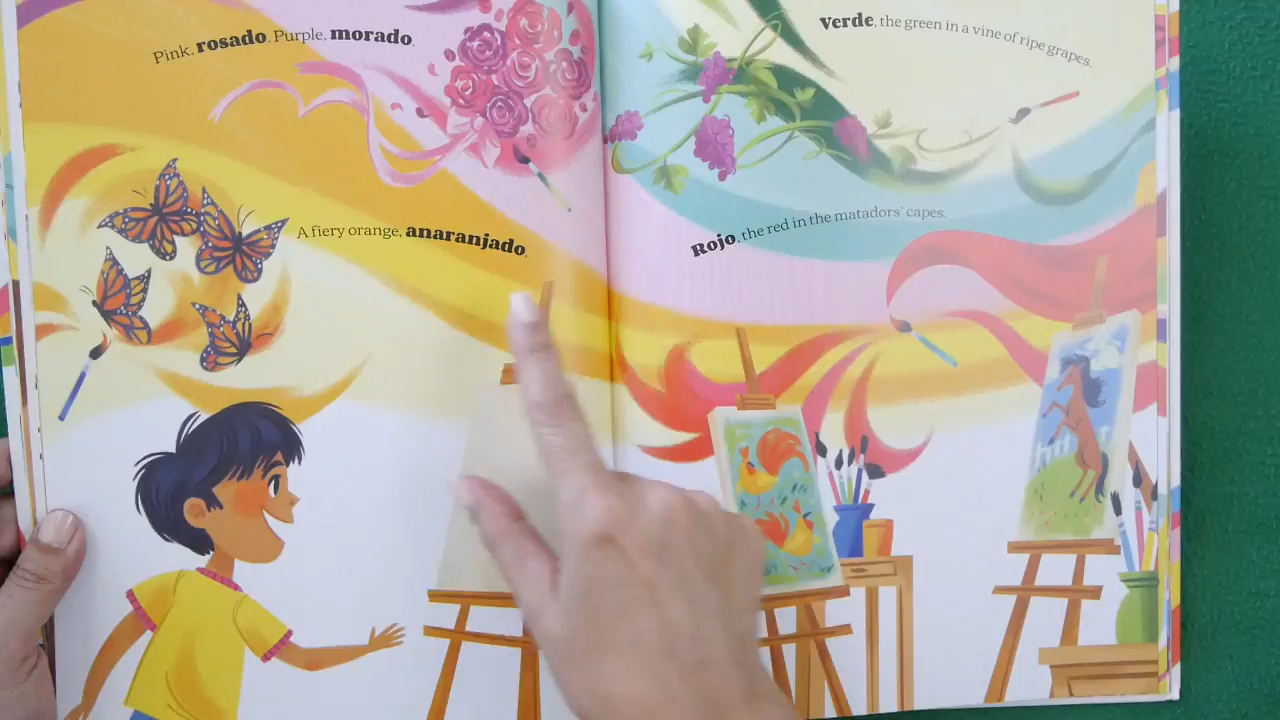 Pink, rosado. Purple, morado.
A fiery orange, anaranjado.
Verde, the green in a vine of ripe grapes.
Rojo, the red in the matadors' capes.